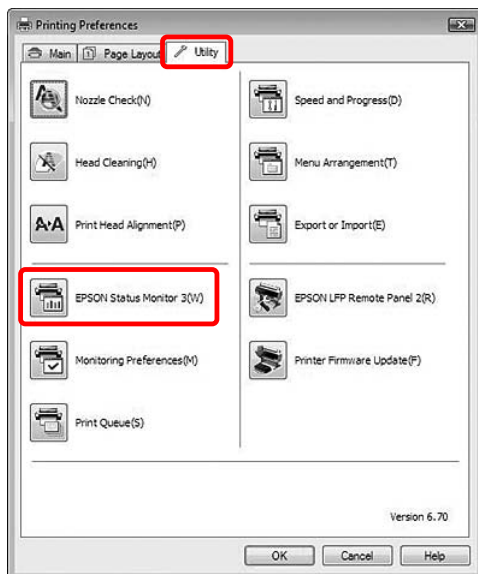 Printing Preferences
Main
Page Layout
Utility
Nozzle Check(N)
Speed and Progress(D)
Head Cleaning(H)
Menu Arrangement(T)
A·A
Print Head Alignment(P)
Export or Import(E)
EPSON Status Monitor 3(W)
EPSON LFP Remote Panel 2(R)
Monitoring Preferences(M)
Printer Firmware Update(F)
Print Queue(S)
Version 6.70
OK
Cancel
Help